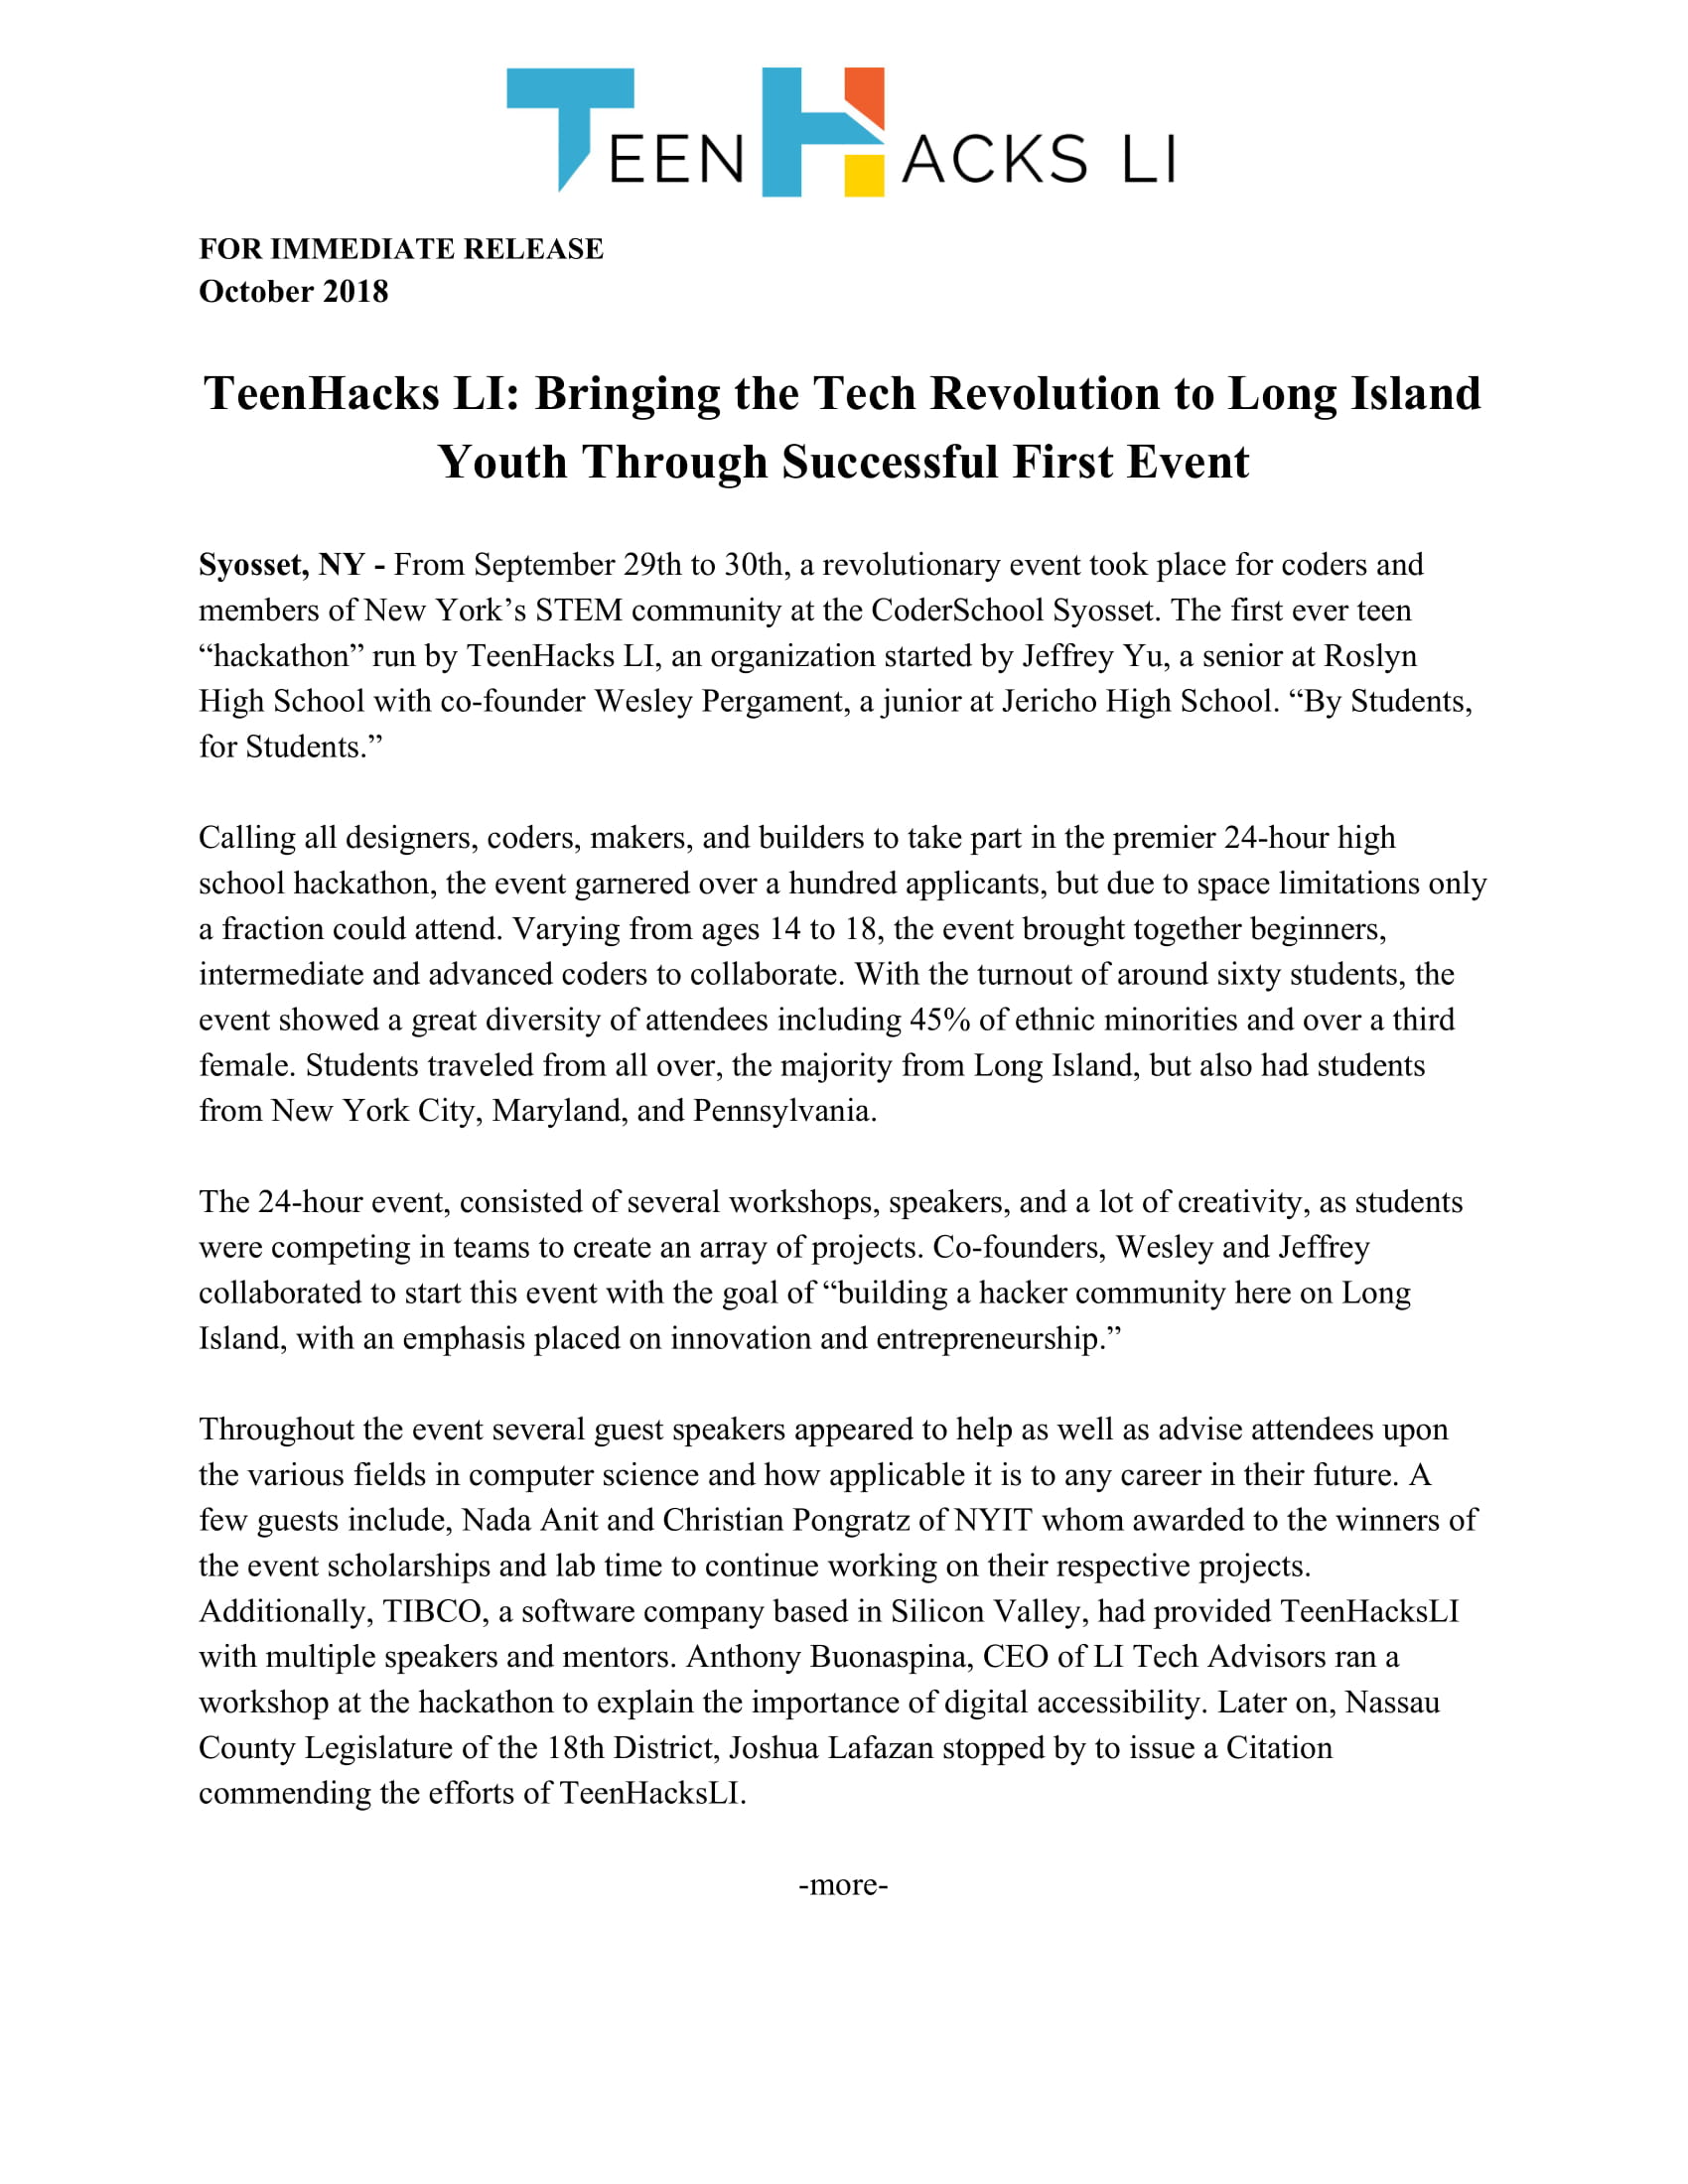 TEENHACKS LI
FOR IMMEDIATE RELEASE
October 2018
TeenHacks LI: Bringing the Tech Revolution to Long Island
Youth Through Successful First Event
Syosset, NY - From September 29th to 30th, a revolutionary event took place for coders and
members of New York’s STEM community at the CoderSchool Syosset. The first ever teen
“hackathon” run by TeenHacks LI, an organization started by Jeffrey Yu, a senior at Roslyn
High School with co-founder Wesley Pergament, a junior at Jericho High School. “By Students,
for Students.”
Calling all designers, coders, makers, and builders to take part in the premier 24-hour high
school hackathon, the event garnered over a hundred applicants, but due to space limitations only
a fraction could attend. Varying from ages 14 to 18, the event brought together beginners,
intermediate and advanced coders to collaborate. With the turnout of around sixty students, the
event showed a great diversity of attendees including 45% of ethnic minorities and over a third
female. Students traveled from all over, the majority from Long Island, but also had students
from New York City, Maryland, and Pennsylvania.
The 24-hour event, consisted of several workshops, speakers, and a lot of creativity, as students
were competing in teams to create an array of projects. Co-founders, Wesley and Jeffrey
collaborated to start this event with the goal of “building a hacker community here on Long
Island, with an emphasis placed on innovation and entrepreneurship.”
Throughout the event several guest speakers appeared to help as well as advise attendees upon
the various fields in computer science and how applicable it is to any career in their future. A
few guests include, Nada Anit and Christian Pongratz of NYIT whom awarded to the winners of
the event scholarships and lab time to continue working on their respective projects.
Additionally, TIBCO, a software company based in Silicon Valley, had provided TeenHacksLI
with multiple speakers and mentors. Anthony Buonaspina, CEO of LI Tech Advisors ran a
workshop at the hackathon to explain the importance of digital accessibility. Later on, Nassau
County Legislature of the 18th District, Joshua Lafazan stopped by to issue a Citation
commending the efforts of TeenHacksLI.
-more-